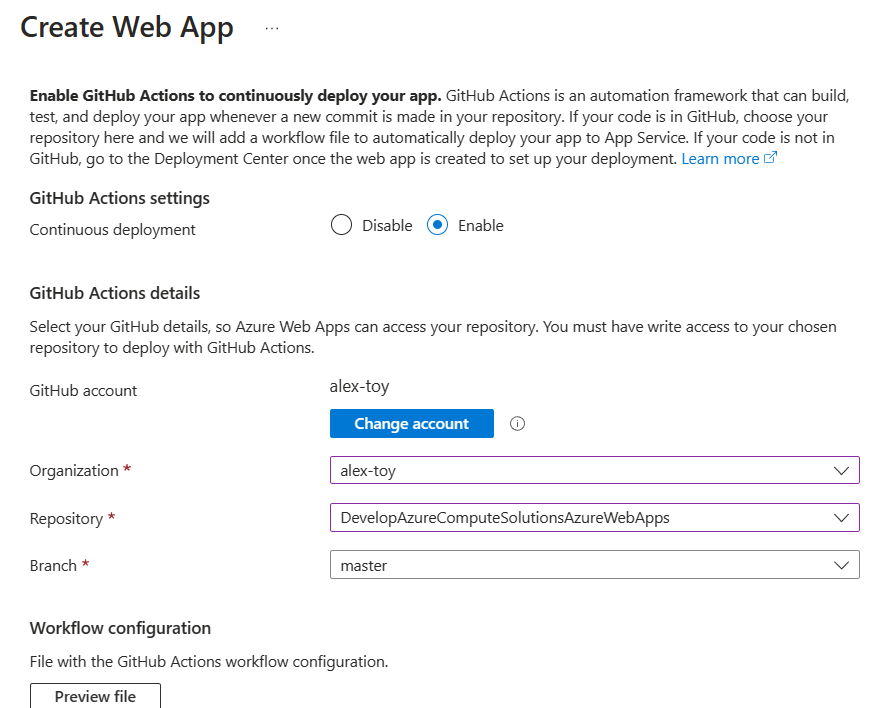 Create Web App ...
Enable GitHub Actions to continuously deploy your app. GitHub Actions is an automation framework that can build,
test, and deploy your app whenever a new commit is made in your repository. If your code is in GitHub, choose your
repository here and we will add a workflow file to automatically deploy your app to App Service. If your code is not in
GitHub, go to the Deployment Center once the web app is created to set up your deployment. Learn more
GitHub Actions settings
Continuous deployment Disable Enable
GitHub Actions details
Select your GitHub details, so Azure Web Apps can access your repository. You must have write access to your chosen
repository to deploy with GitHub Actions.
GitHub account alex-toy
Change account
Organization * alex-toy
Repository * DevelopAzureComputeSolutionsAzureWebApps
Branch * master
Workflow configuration
File with the GitHub Actions workflow configuration.
Preview file